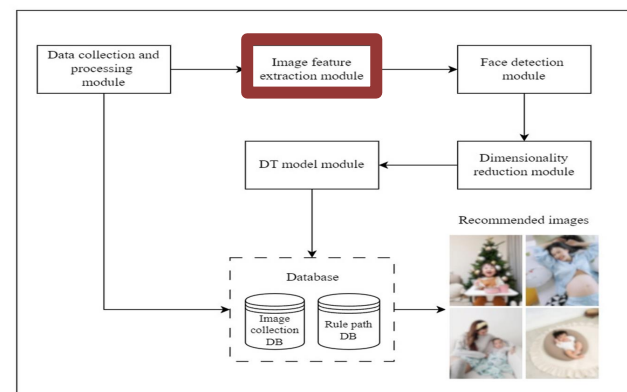 Data collection and
processing
module
Image feature
extraction module
Face detection
module
DT model module
Dimensionality
reduction module
Recommended images
Database
Image
collection
DB
Rule path
DB